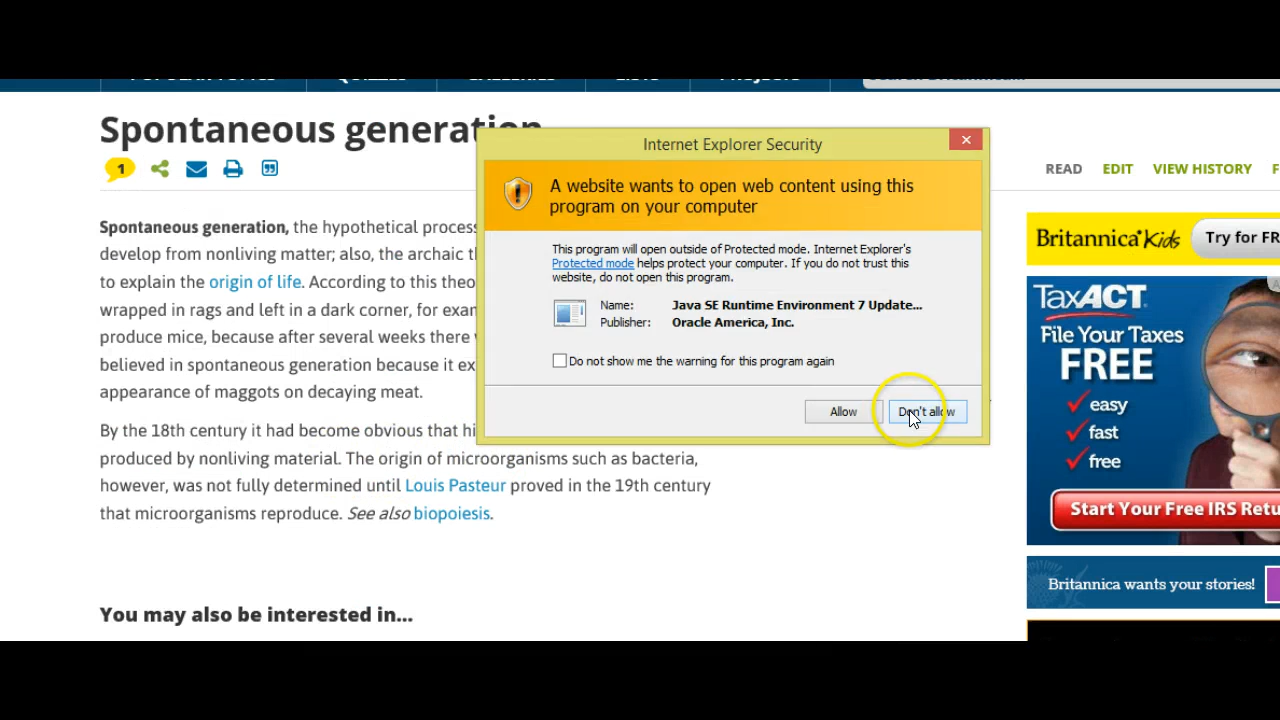 Spontaneous generation
1
READ EDIT VIEW HISTORY F
Spontaneous generation, the hypothetical process
develop from nonliving matter; also, the archaic
to explain the origin of life. According to this
wrapped in rags and left in a dark corner, for
produce mice, because after several weeks there
believed in spontaneous generation because it
appearance of maggots on decaying meat.
By the 18th century it had become obvious that
produced by nonliving material. The origin of microorganisms such as bacteria,
however, was not fully determined until Louis Pasteur proved in the 19th century
that microorganisms reproduce. See also biopoiesis.
You may also be interested in...
Internet Explorer Security
A website wants to open web content using this
program on your computer
This program will open outside of Protected mode. Internet Explorer's
Protected mode helps protect your computer. If you do not trust this
website, do not open this program.
Name: Java SE Runtime Environment 7 Update...
Publisher: Oracle America, Inc.
Do not show me the warning for this program again
Allow Don't allow
Britannica Kids Try for FR
TaxACT.
File Your Taxes
FREE
easy
fast
free
Start Your Free IRS Retu
Britannica wants your stories!